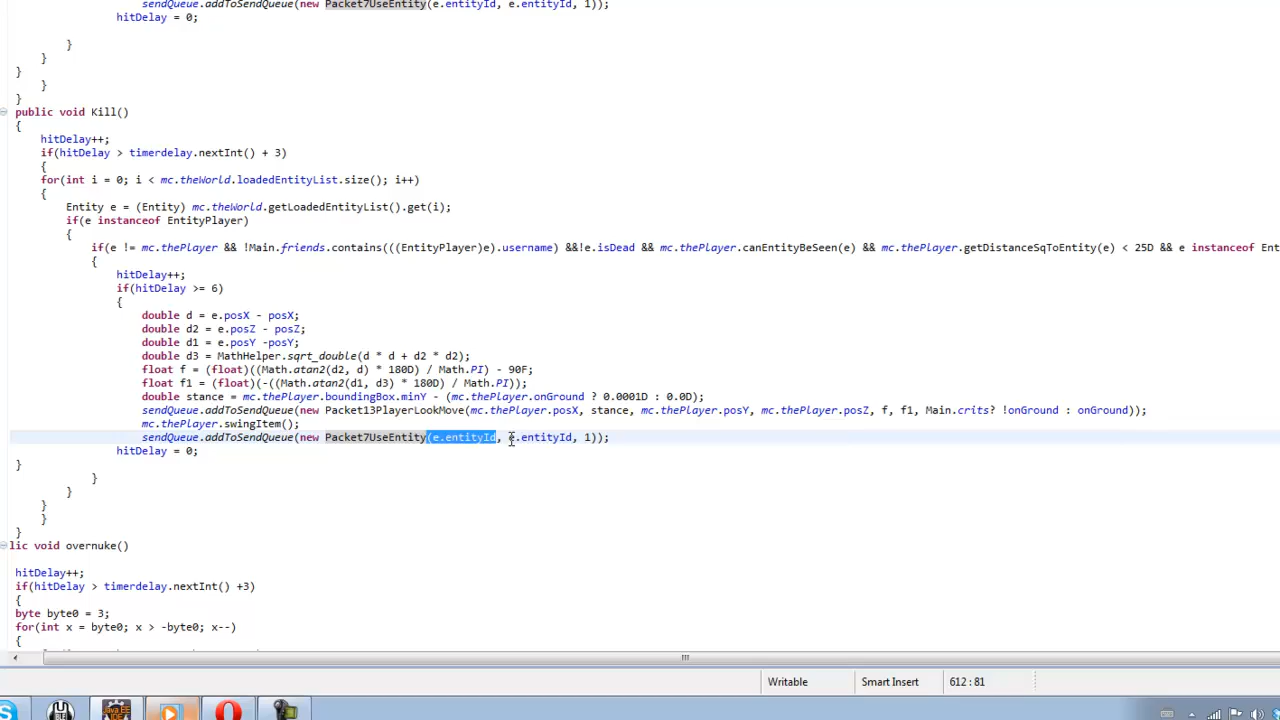 sendQueue.addToSendQueue(new Packet7UseEntity(e.entityId, e.entityId, 1));
hitDelay = 0;
}
}
}
}
}
public void Kill()
{
hitDelay++;
if(hitDelay > timerdelay.nextInt() + 3)
{
for(int i = 0; i < mc.theWorld.loadedEntityList.size(); i++)
{
Entity e = (Entity) mc.theWorld.getLoadedEntityList().get(i);
if(e instanceof EntityPlayer)
{
if(e != mc.thePlayer && !Main.friends.contains(((EntityPlayer)e).username) &&!e.isDead && mc.thePlayer.canEntityBeSeen(e) && mc.thePlayer.getDistanceSqToEntity(e) < 25D && e instanceof Ent
{
hitDelay++;
if(hitDelay >= 6)
{
double d = e.posX - posX;
double d2 = e.posZ - posZ;
double d1 = e.posY -posY;
double d3 = MathHelper.sqrt_double(d * d + d2 * d2);
float f = (float)((Math.atan2(d2, d) * 180D) / Math.PI) - 90F;
float f1 = (float)(-((Math.atan2(d1, d3) * 180D) / Math.PI));
double stance = mc.thePlayer.boundingBox.minY - (mc.thePlayer.onGround ? 0.0001D : 0.0D);
sendQueue.addToSendQueue(new Packet13PlayerLookMove(mc.thePlayer.posX, stance, mc.thePlayer.posY, mc.thePlayer.posZ, f, f1, Main.crits? !onGround : onGround));
mc.thePlayer.swingItem();
sendQueue.addToSendQueue(new Packet7UseEntity(e.entityId, e.entityId, 1));
hitDelay = 0;
}
}
}
}
}
}
lic void overnuke()
hitDelay++;
if(hitDelay > timerdelay.nextInt() +3)
{
byte byte0 = 3;
for(int x = byte0; x > -byte0; x--)
{
Writable Smart Insert 612 : 81